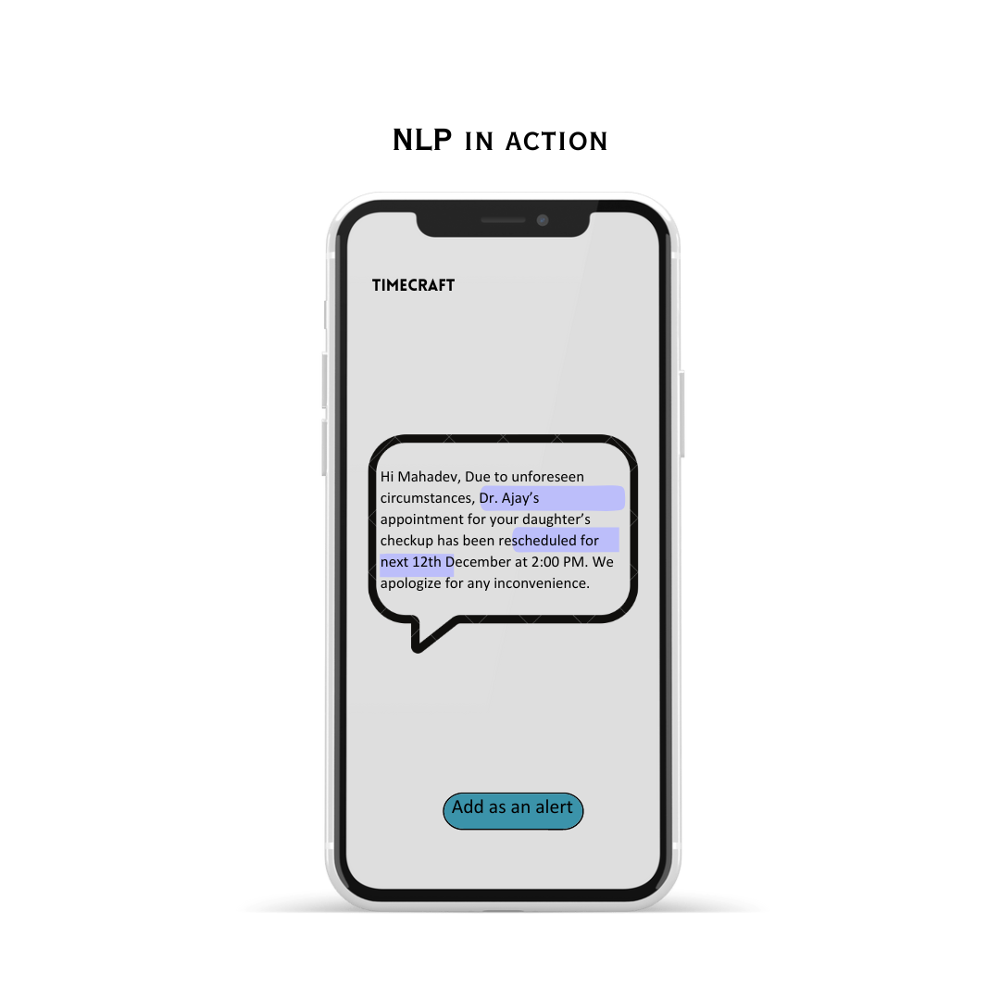 NLP IN ACTION
TIMECRAFT
Hi Mahadev, Due to unforeseen
circumstances, Dr. Ajay’s
appointment for your daughter’s
checkup has been rescheduled for
next 12th December at 2:00 PM. We
apologize for any inconvenience.
Add as an alert